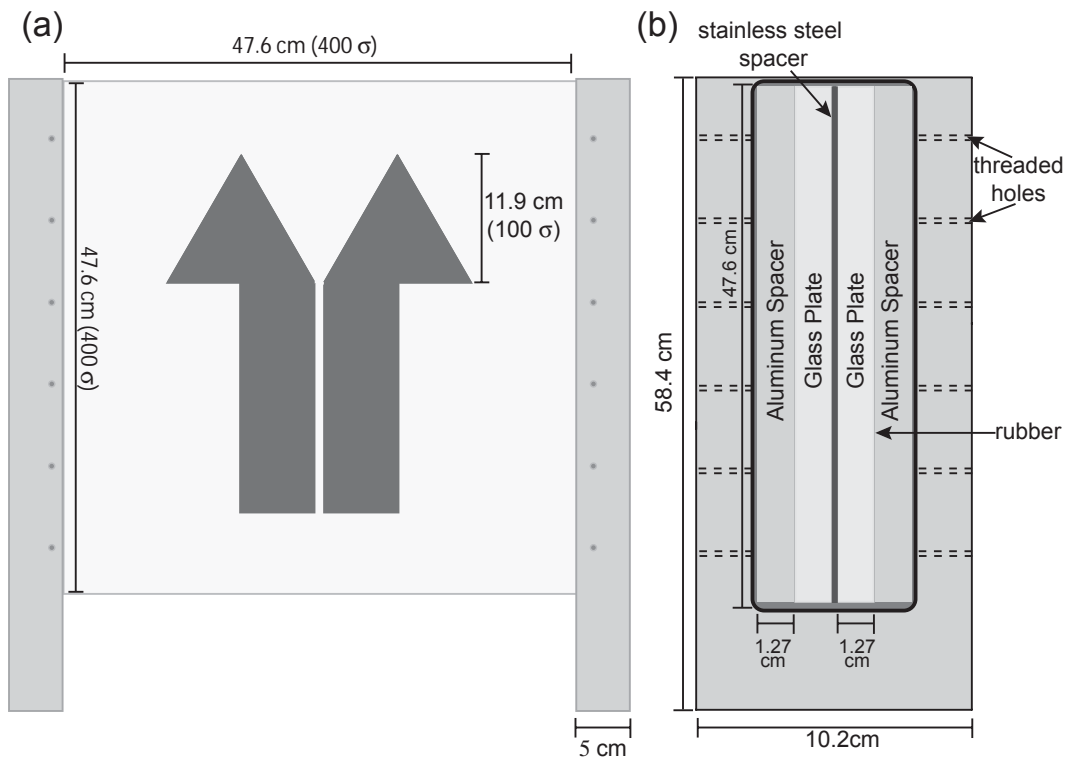 (a)
47.6 cm (400 σ)
47.6 cm (400 σ)
11.9 cm
(100 σ)
5 cm
(b)
stainless steel
spacer
threaded
holes
47.6 cm
58.4 cm
Aluminum Spacer
Glass Plate
Glass Plate
Aluminum Spacer
rubber
1.27
cm
1.27
cm
10.2cm